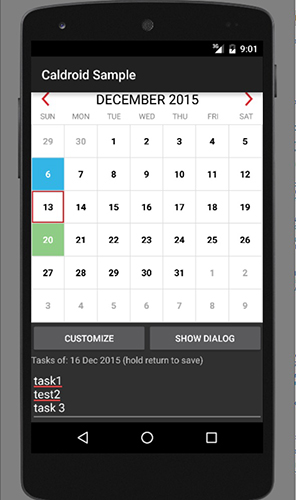 3G 9:01
Caldroid Sample
DECEMBER 2015
SUN MON TUE WED THU FRI SAT
29 30 1 2 3 4 5
6 7 8 9 10 11 12
13 14 15 16 17 18 19
20 21 22 23 24 25 26
27 28 29 30 31 1 2
3 4 5 6 7 8 9
CUSTOMIZE SHOW DIALOG
Tasks of: 16 Dec 2015 (hold return to save)
task1
test2
task 3